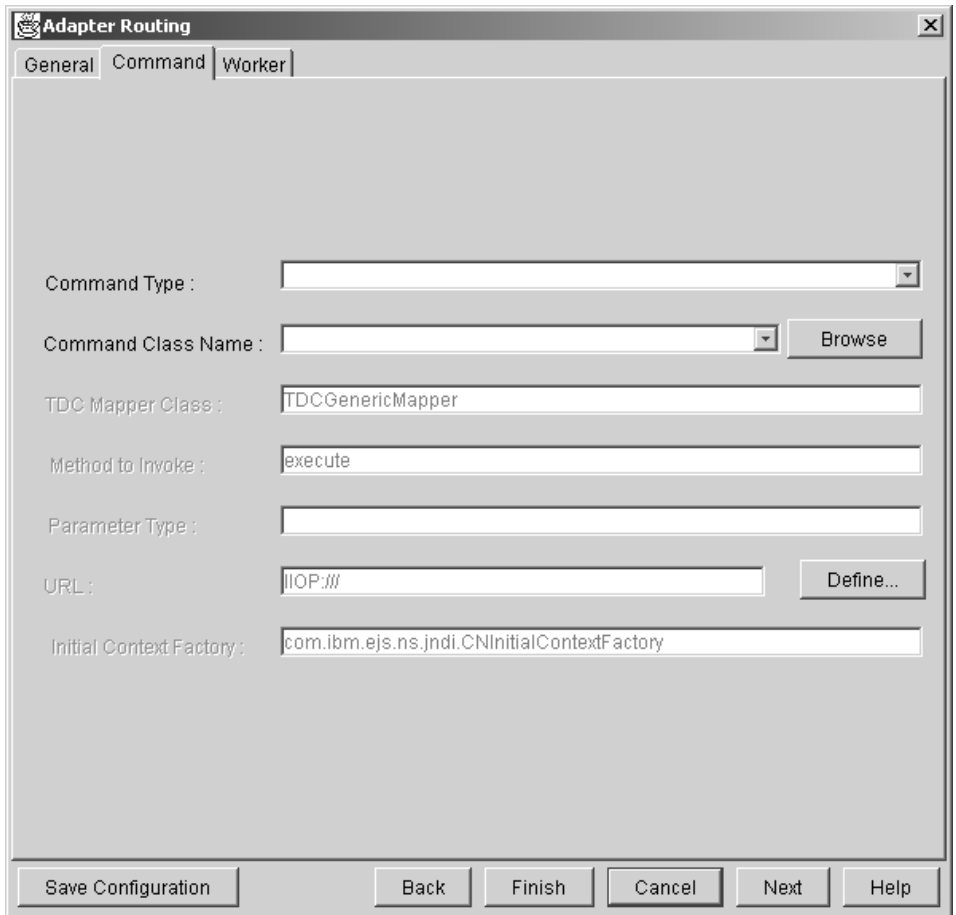 Adapter Routing
General Command Worker
Command Type :
Command Class Name : Browse
TDC Mapper Class : TDCGenericMapper
Method to Invoke : execute
Parameter Type :
URL : IIOP:/// Define...
Initial Context Factory : com.ibm.ejs.ns.jndi.CNInitialContextFactory
Save Configuration Back Finish Cancel Next Help